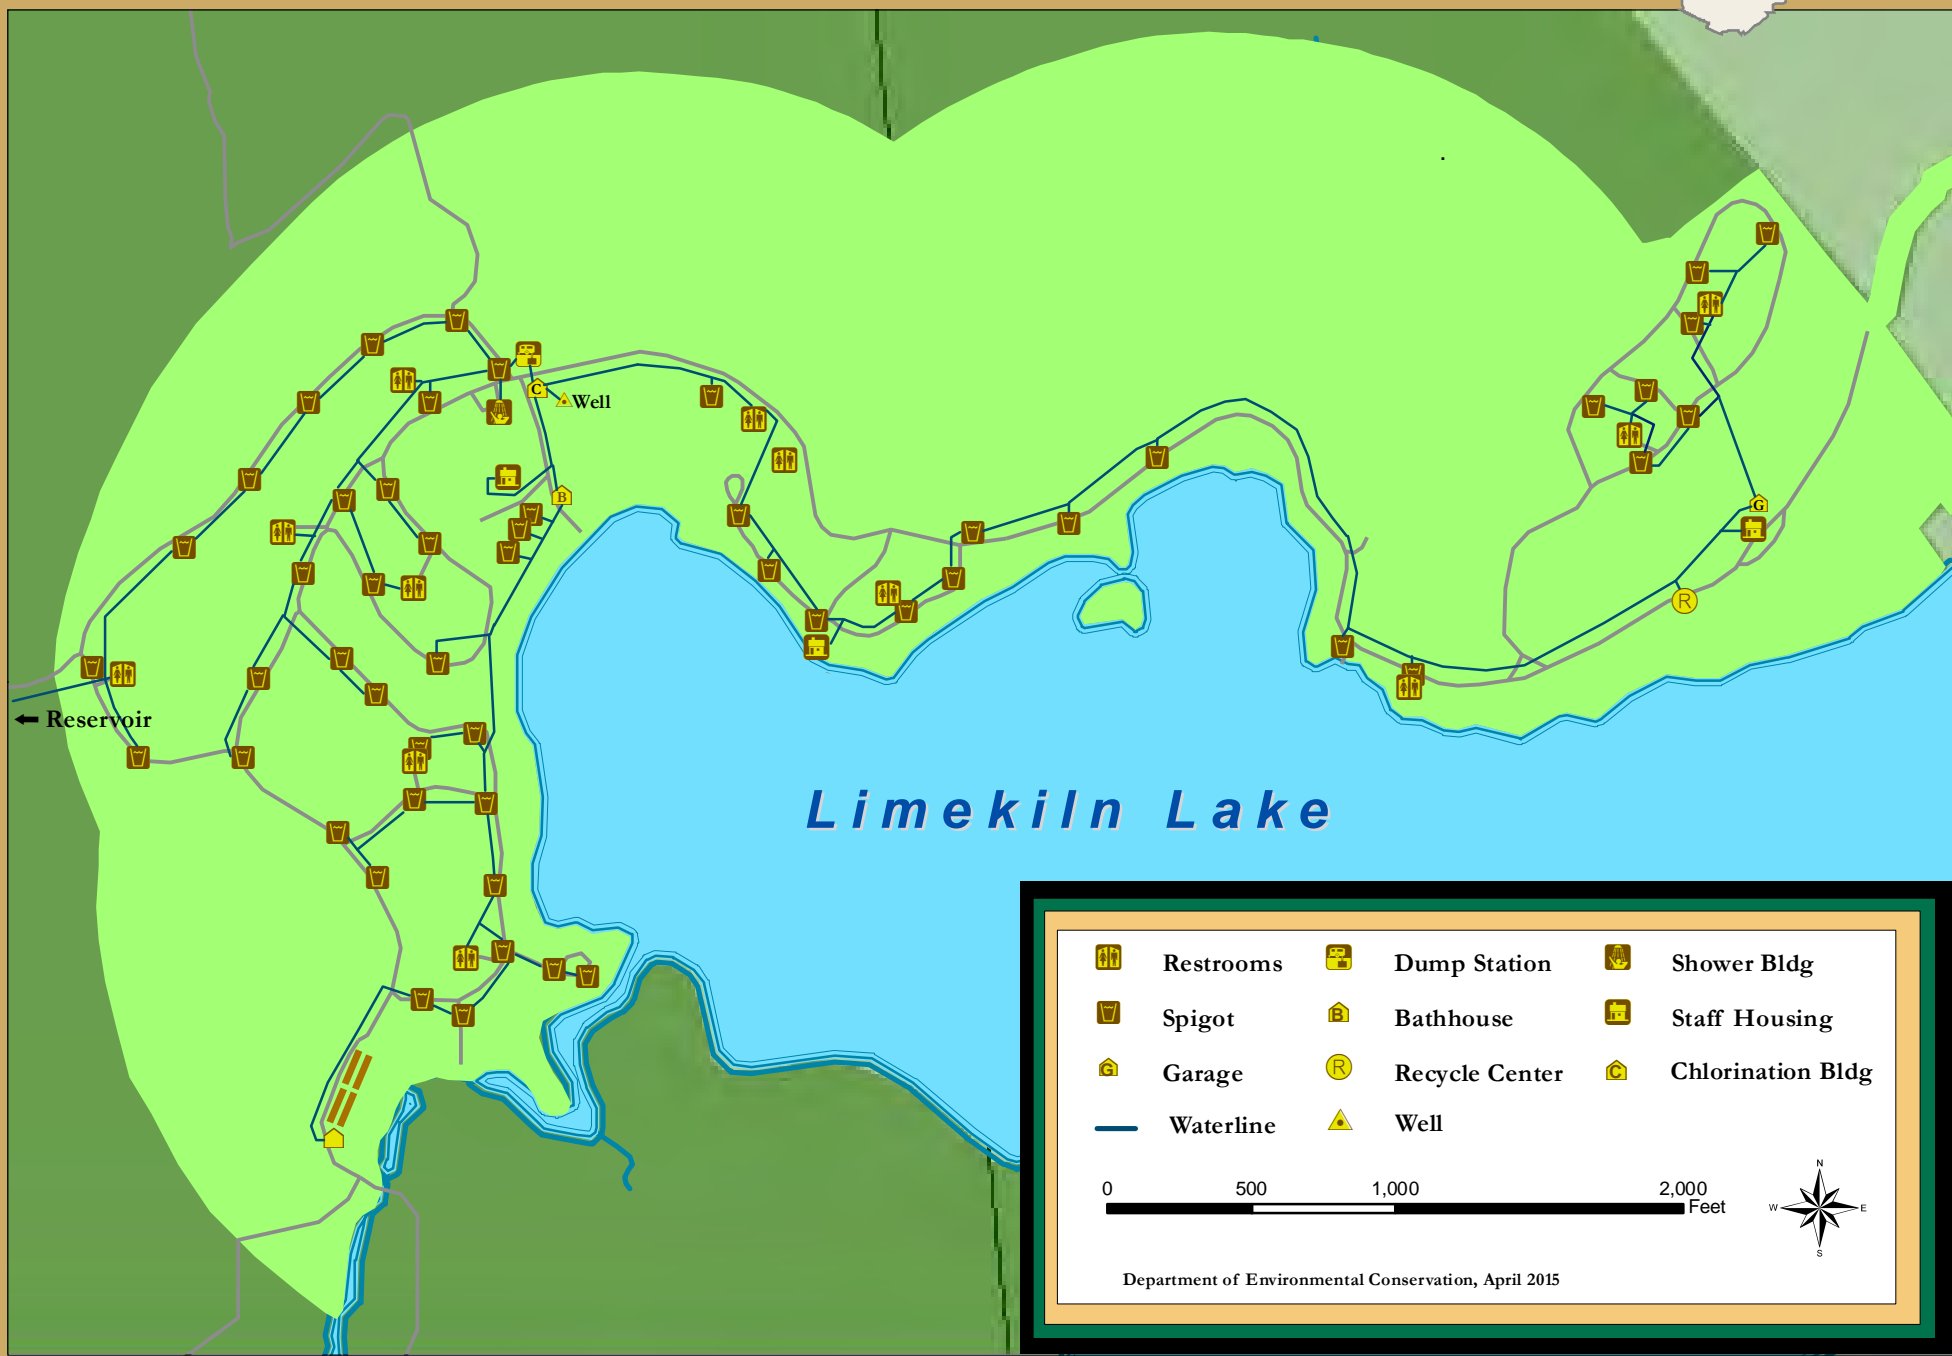 C
Well
B
G
R
Reservoir
Limekiln Lake
Restrooms
Dump Station
Shower Bldg
Spigot
B
Bathhouse
Staff Housing
G
Garage
R
Recycle Center
C
Chlorination Bldg
Waterline
Well
N
0 500 1,000 2,000
Feet
W E
S
Department of Environmental Conservation, April 2015